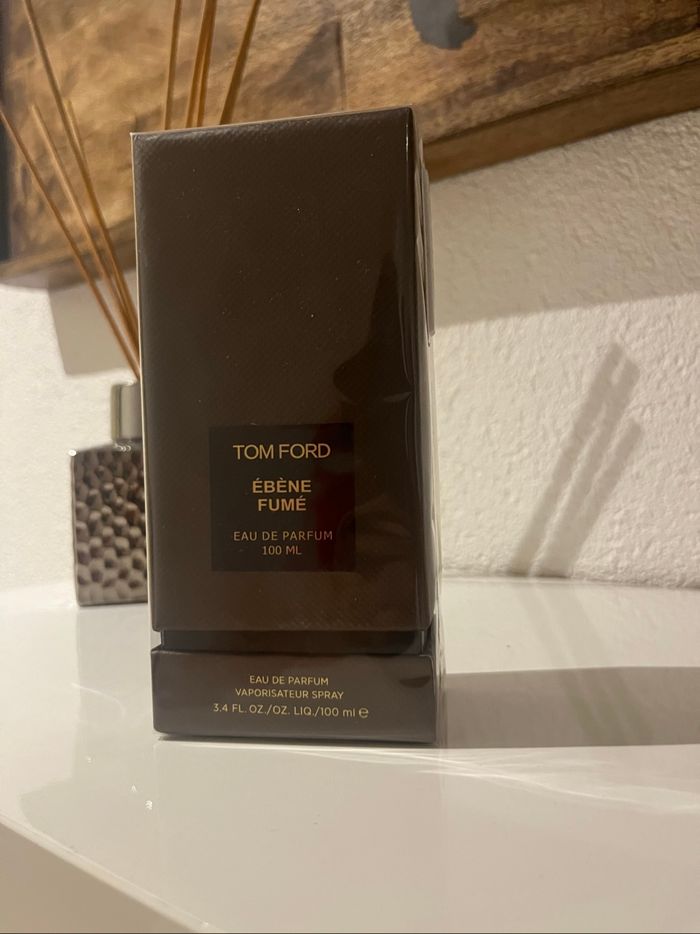 TOM FORD
ÉBÈNE
FUMÉ
EAU DE PARFUM
100 ML
EAU DE PARFUM
VAPORISATEUR SPRAY
3.4 FL. OZ./OZ. LIQ./100 ml ℮